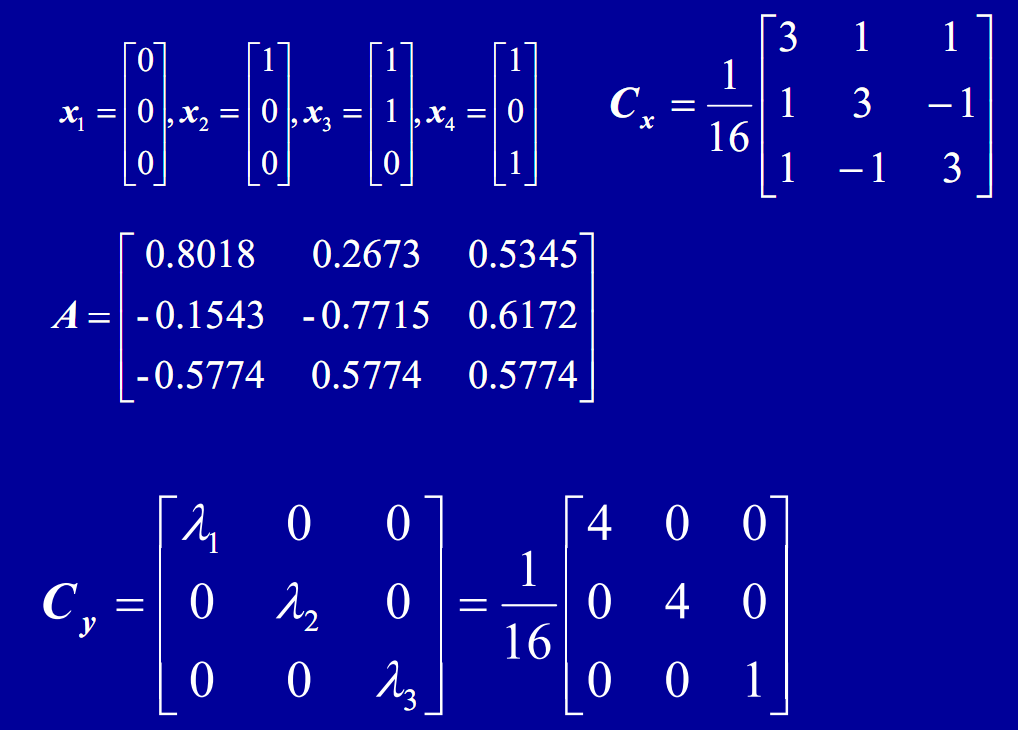 x₁ = [0 0 0], x₂ = [1 0 0], x₃ = [1 1 0], x₄ = [1 0 1]
Cₓ = 1/16 [3 1 1
1 3 −1
1 −1 3]
A = [0.8018 0.2673 0.5345
-0.1543 -0.7715 0.6172
-0.5774 0.5774 0.5774]
C_y = [λ₁ 0 0
0 λ₂ 0
0 0 λ₃] = 1/16 [4 0 0
0 4 0
0 0 1]